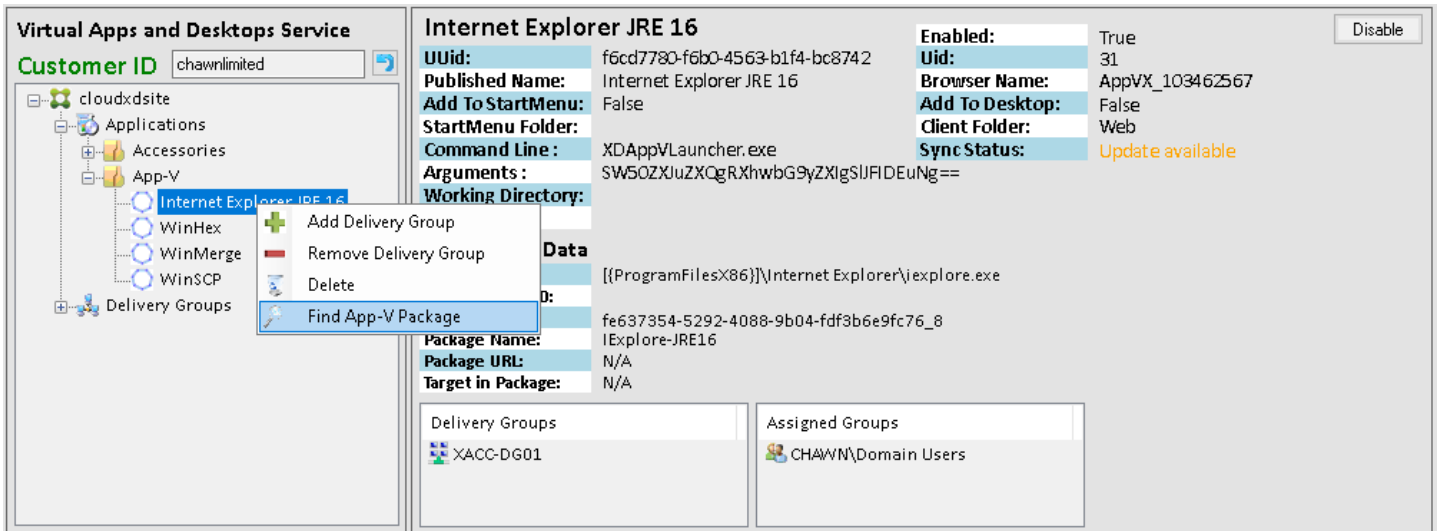 Virtual Apps and Desktops Service
Customer ID chawnlimited
cloudxdsite
Applications
Accessories
App-V
Internet Explorer JRE 16
WinHex
WinMerge
WinSCP
Delivery Groups
Add Delivery Group
Remove Delivery Group
Delete
Find App-V Package
Internet Explorer JRE 16
Disable
UUid: f6cd7780-f6b0-4563-b1f4-bc8742
Published Name: Internet Explorer JRE 16
Add To StartMenu: False
StartMenu Folder:
Command Line : XDAppVLauncher.exe
Arguments : SW50ZXJuZXQgRXhwbG9yZXIgSlJFIDEuNg==
Working Directory:
Enabled: True
Uid: 31
Browser Name: AppVX_103462567
Add To Desktop: False
Client Folder: Web
Sync Status: Update available
Data
[{ProgramFilesX86}]\Internet Explorer\iexplore.exe
D:
fe637354-5292-4088-9b04-fdf3b6e9fc76_8
Package Name: IExplore-JRE16
Package URL: N/A
Target in Package: N/A
Delivery Groups
XACC-DG01
Assigned Groups
CHAWN\Domain Users